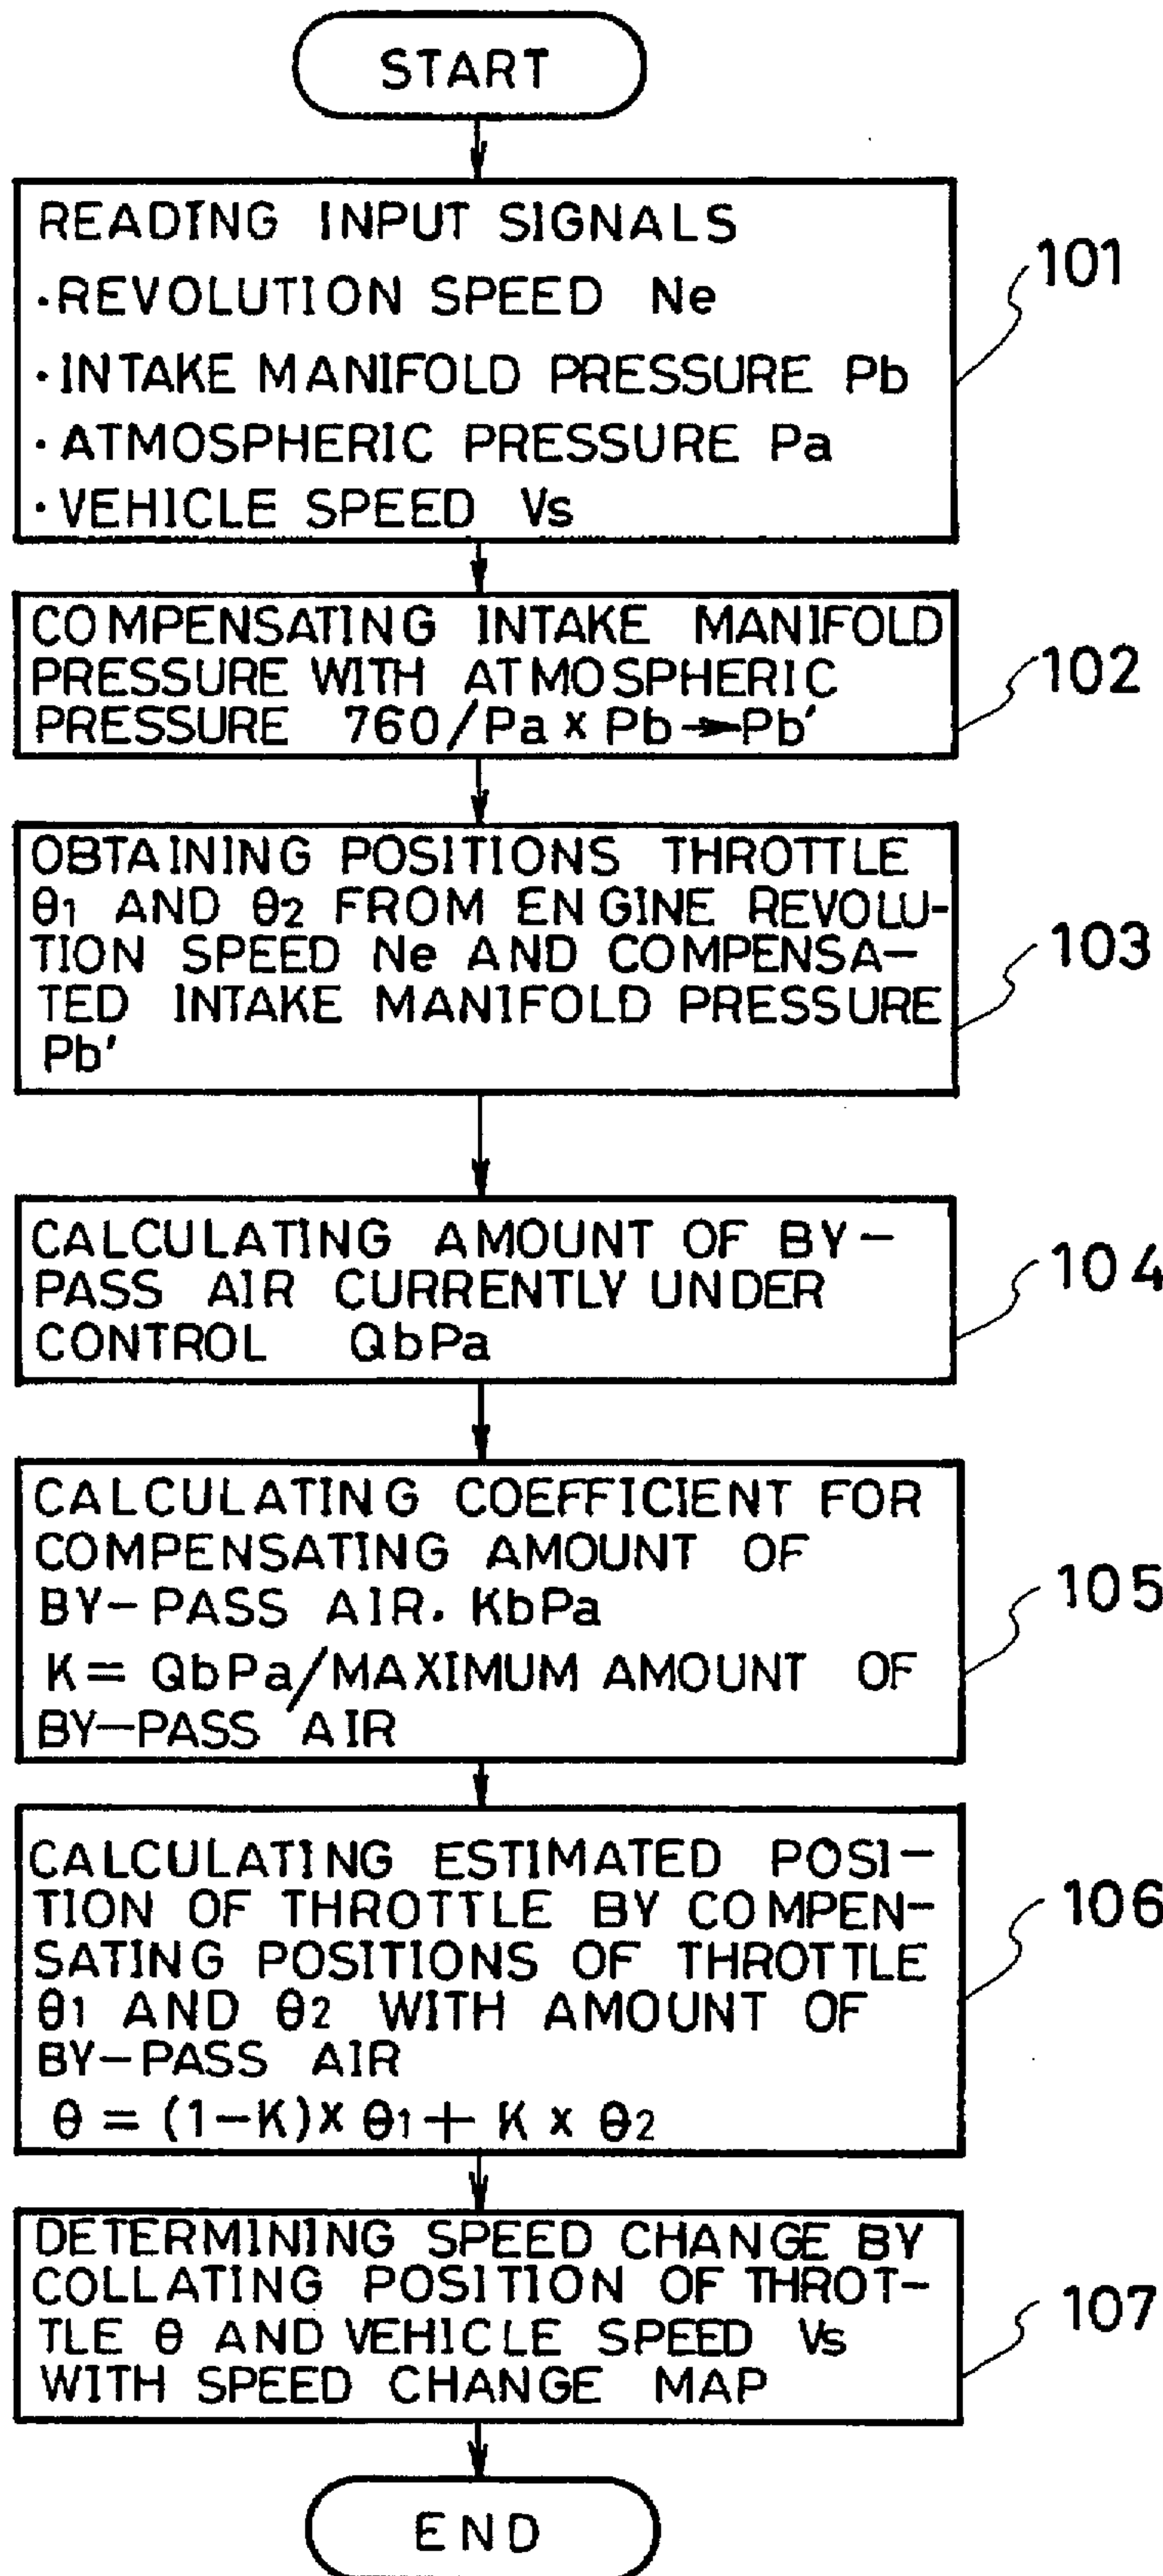 START
READING INPUT SIGNALS
·REVOLUTION SPEED Ne
·INTAKE MANIFOLD PRESSURE Pb
·ATMOSPHERIC PRESSURE Pa
·VEHICLE SPEED Vs
101
COMPENSATING INTAKE MANIFOLD
PRESSURE WITH ATMOSPHERIC
PRESSURE 760/Pa × Pb → Pb'
102
OBTAINING POSITIONS THROTTLE
θ1 AND θ2 FROM ENGINE REVOLU-
TION SPEED Ne AND COMPENSA-
TED INTAKE MANIFOLD PRESSURE
Pb'
103
CALCULATING AMOUNT OF BY-
PASS AIR CURRENTLY UNDER
CONTROL QbPa
104
CALCULATING COEFFICIENT FOR
COMPENSATING AMOUNT OF
BY-PASS AIR. KbPa
K = QbPa/MAXIMUM AMOUNT OF
BY-PASS AIR
105
CALCULATING ESTIMATED POSI-
TION OF THROTTLE BY COMPEN-
SATING POSITIONS OF THROTTLE
θ1 AND θ2 WITH AMOUNT OF
BY-PASS AIR
θ = (1-K)× θ1 + K × θ2
106
DETERMINING SPEED CHANGE BY
COLLATING POSITION OF THROT-
TLE θ AND VEHICLE SPEED Vs
WITH SPEED CHANGE MAP
107
END